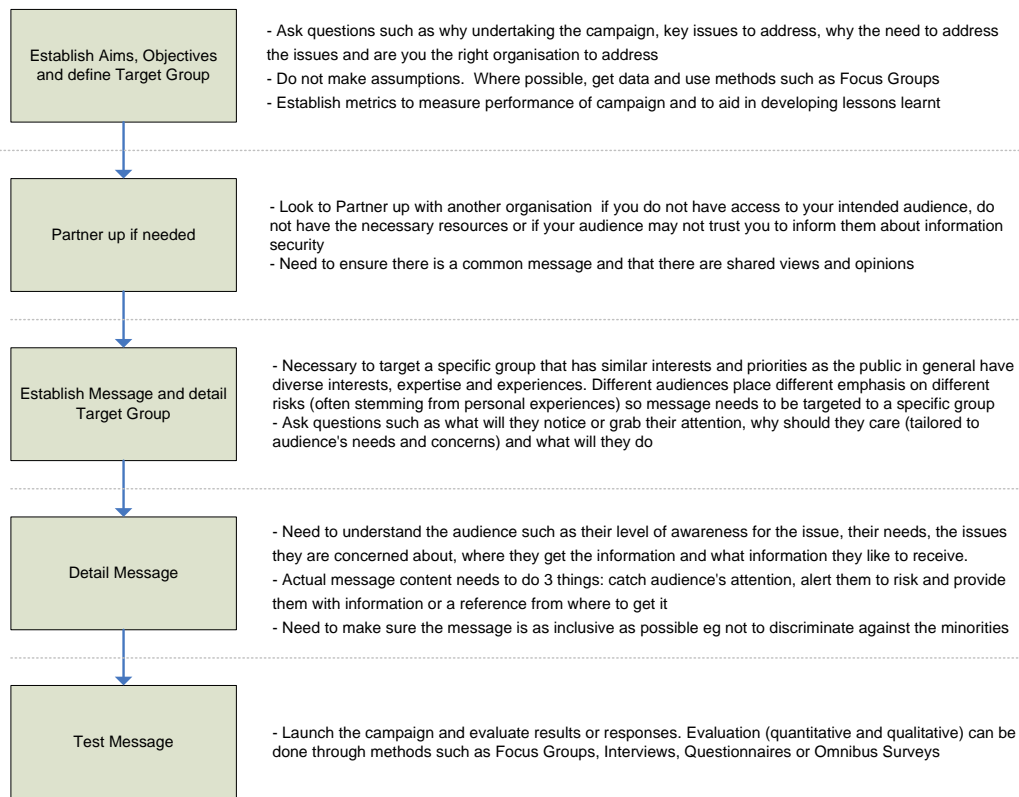 Establish Aims, Objectives
and define Target Group
- Ask questions such as why undertaking the campaign, key issues to address, why the need to address
the issues and are you the right organisation to address
- Do not make assumptions.  Where possible, get data and use methods such as Focus Groups
- Establish metrics to measure performance of campaign and to aid in developing lessons learnt
Partner up if needed
- Look to Partner up with another organisation  if you do not have access to your intended audience, do
not have the necessary resources or if your audience may not trust you to inform them about information
security
- Need to ensure there is a common message and that there are shared views and opinions
Establish Message and detail
Target Group
- Necessary to target a specific group that has similar interests and priorities as the public in general have
diverse interests, expertise and experiences. Different audiences place different emphasis on different
risks (often stemming from personal experiences) so message needs to be targeted to a specific group
- Ask questions such as what will they notice or grab their attention, why should they care (tailored to
audience's needs and concerns) and what will they do
Detail Message
- Need to understand the audience such as their level of awareness for the issue, their needs, the issues
they are concerned about, where they get the information and what information they like to receive.
- Actual message content needs to do 3 things: catch audience's attention, alert them to risk and provide
them with information or a reference from where to get it
- Need to make sure the message is as inclusive as possible eg not to discriminate against the minorities
Test Message
- Launch the campaign and evaluate results or responses. Evaluation (quantitative and qualitative) can be
done through methods such as Focus Groups, Interviews, Questionnaires or Omnibus Surveys